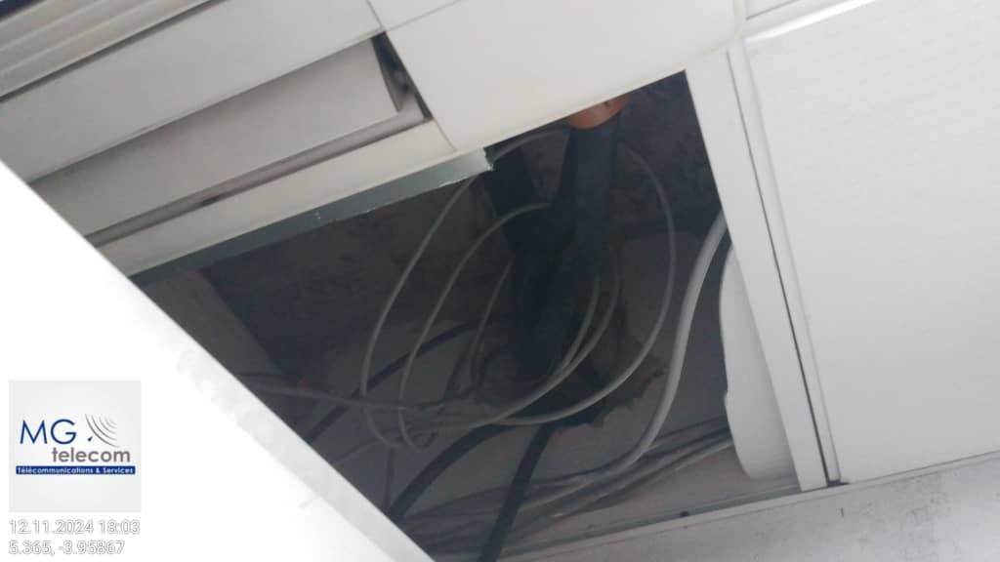 MG
telecom
Télécommunications & Services
12.11.2024 18:03
5.365, -3.95867